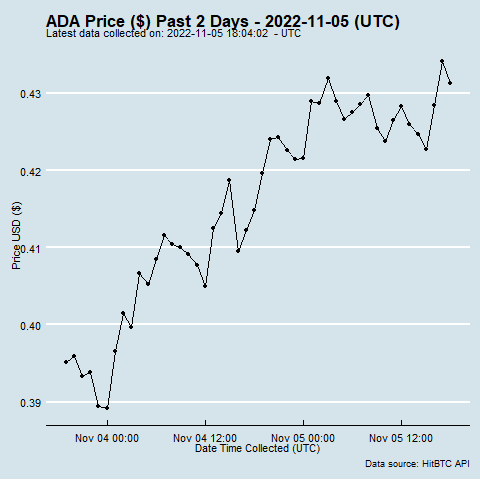 ADA Price ($) Past 2 Days - 2022-11-05 (UTC)
Latest data collected on: 2022-11-05 18:04:02  - UTC
0.43
0.42
0.41
0.40
0.39
Price USD ($)
Nov 04 00:00
Nov 04 12:00
Nov 05 00:00
Nov 05 12:00
Date Time Collected (UTC)
Data source: HitBTC API